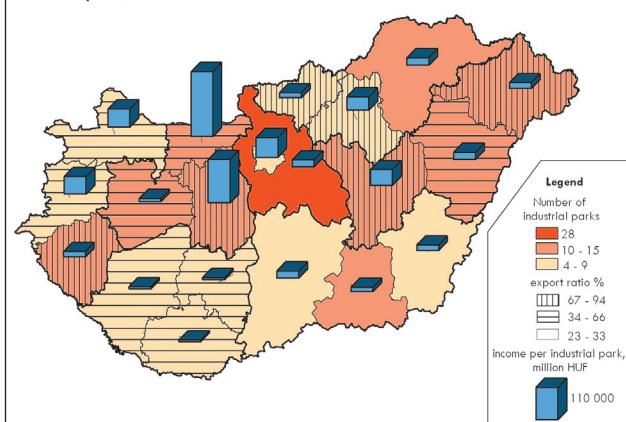 Legend
Number of
industrial parks
28
10 - 15
4 - 9
export ratio %
67 - 94
34 - 66
23 - 33
income per industrial park,
million HUF
110 000